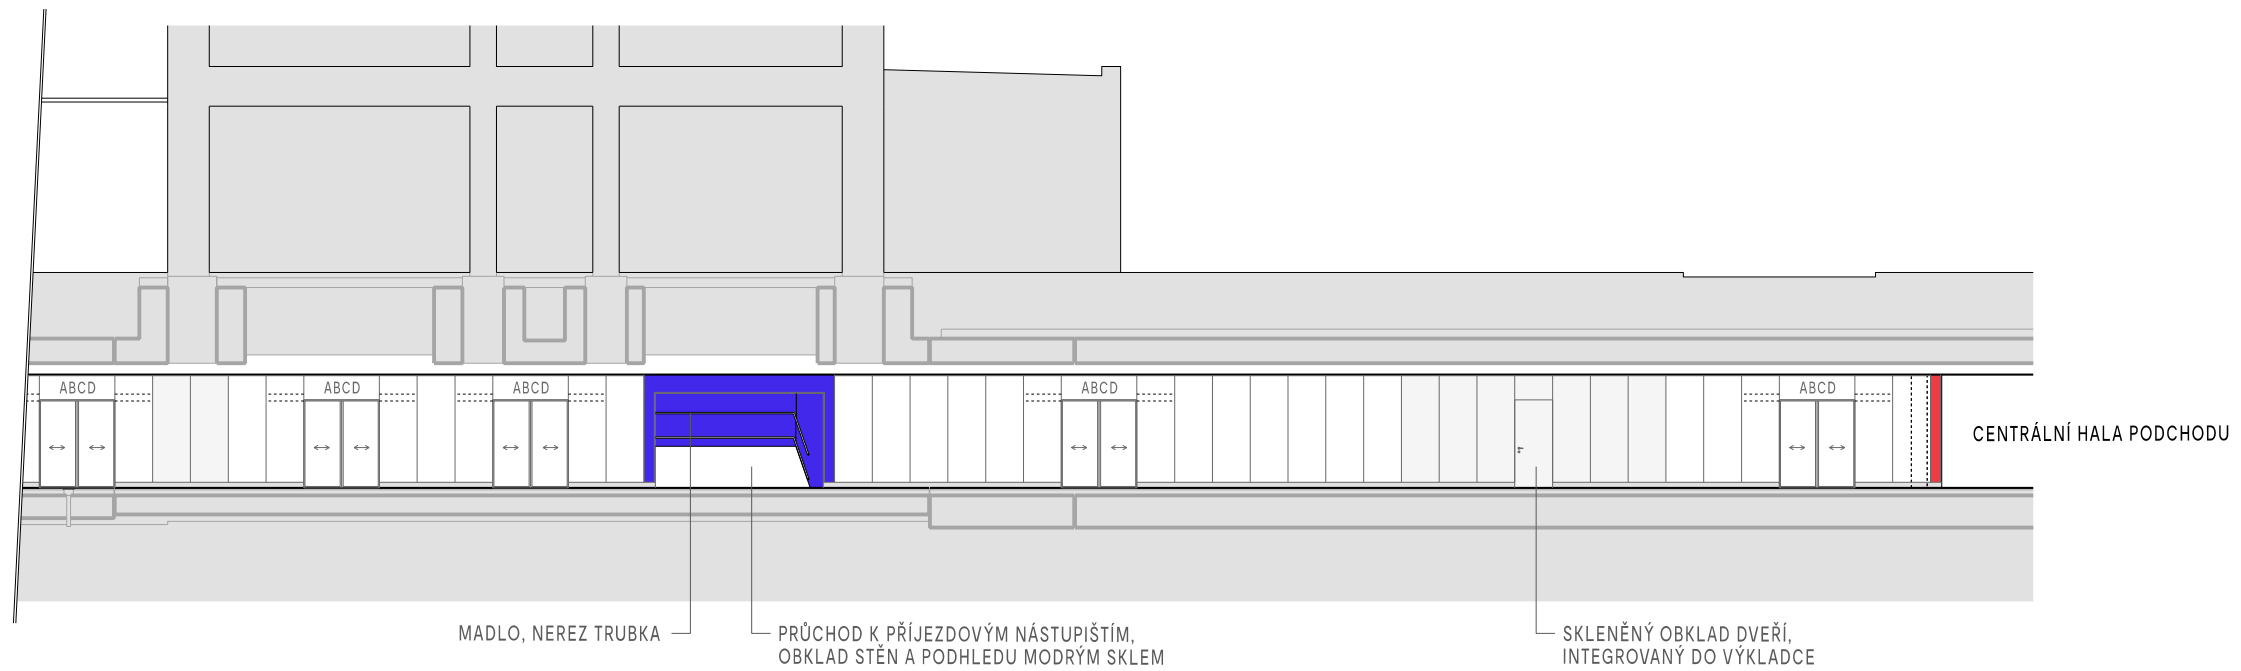 ABCD
ABCD
ABCD
ABCD
ABCD
CENTRÁLNÍ HALA PODCHODU
MADLO, NEREZ TRUBKA
PRŮCHOD K PŘÍJEZDOVÝM NÁSTUPIŠTÍM,
OBKLAD STĚN A PODHLEDU MODRÝM SKLEM
SKLENĚNÝ OBKLAD DVEŘÍ,
INTEGROVANÝ DO VÝKLADCE